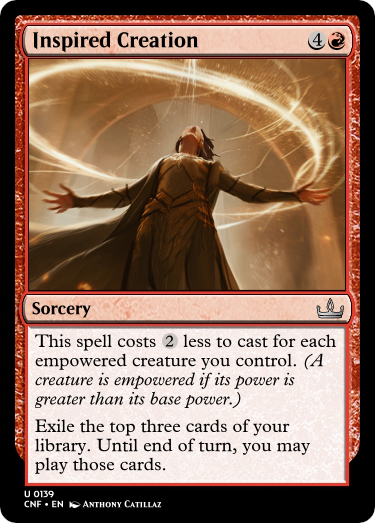 Inspired Creation 4
Sorcery
This spell costs 2 less to cast for each
empowered creature you control. (A
creature is empowered if its power is
greater than its base power.)
Exile the top three cards of your
library. Until end of turn, you may
play those cards.
U 0139
CNF • EN Anthony Catillaz